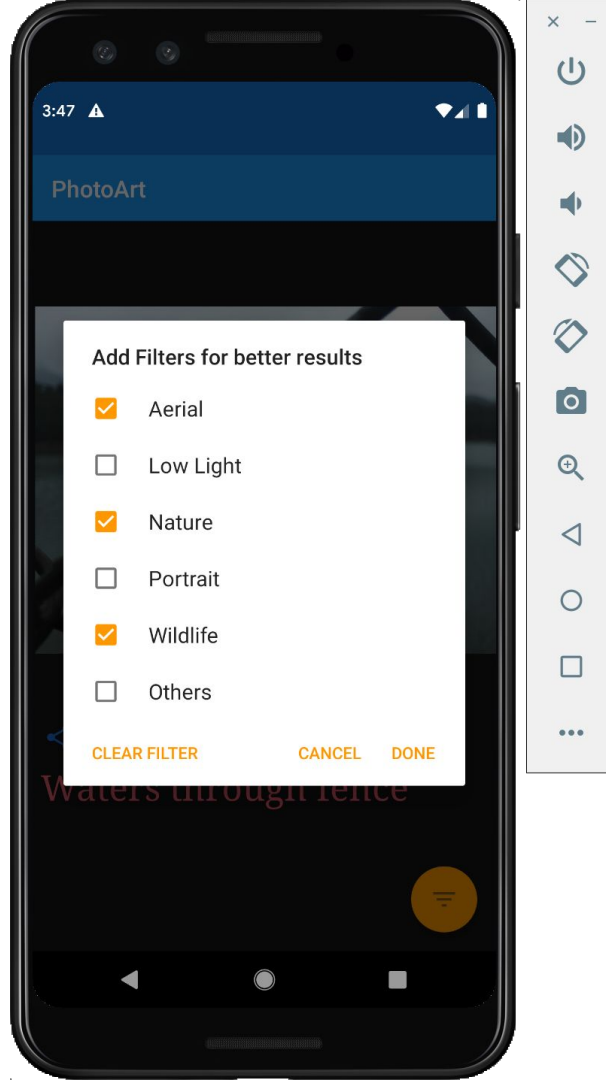 3:47
PhotoArt
Add Filters for better results
Aerial
Low Light
Nature
Portrait
Wildlife
Others
CLEAR FILTER CANCEL DONE
Waters through fence